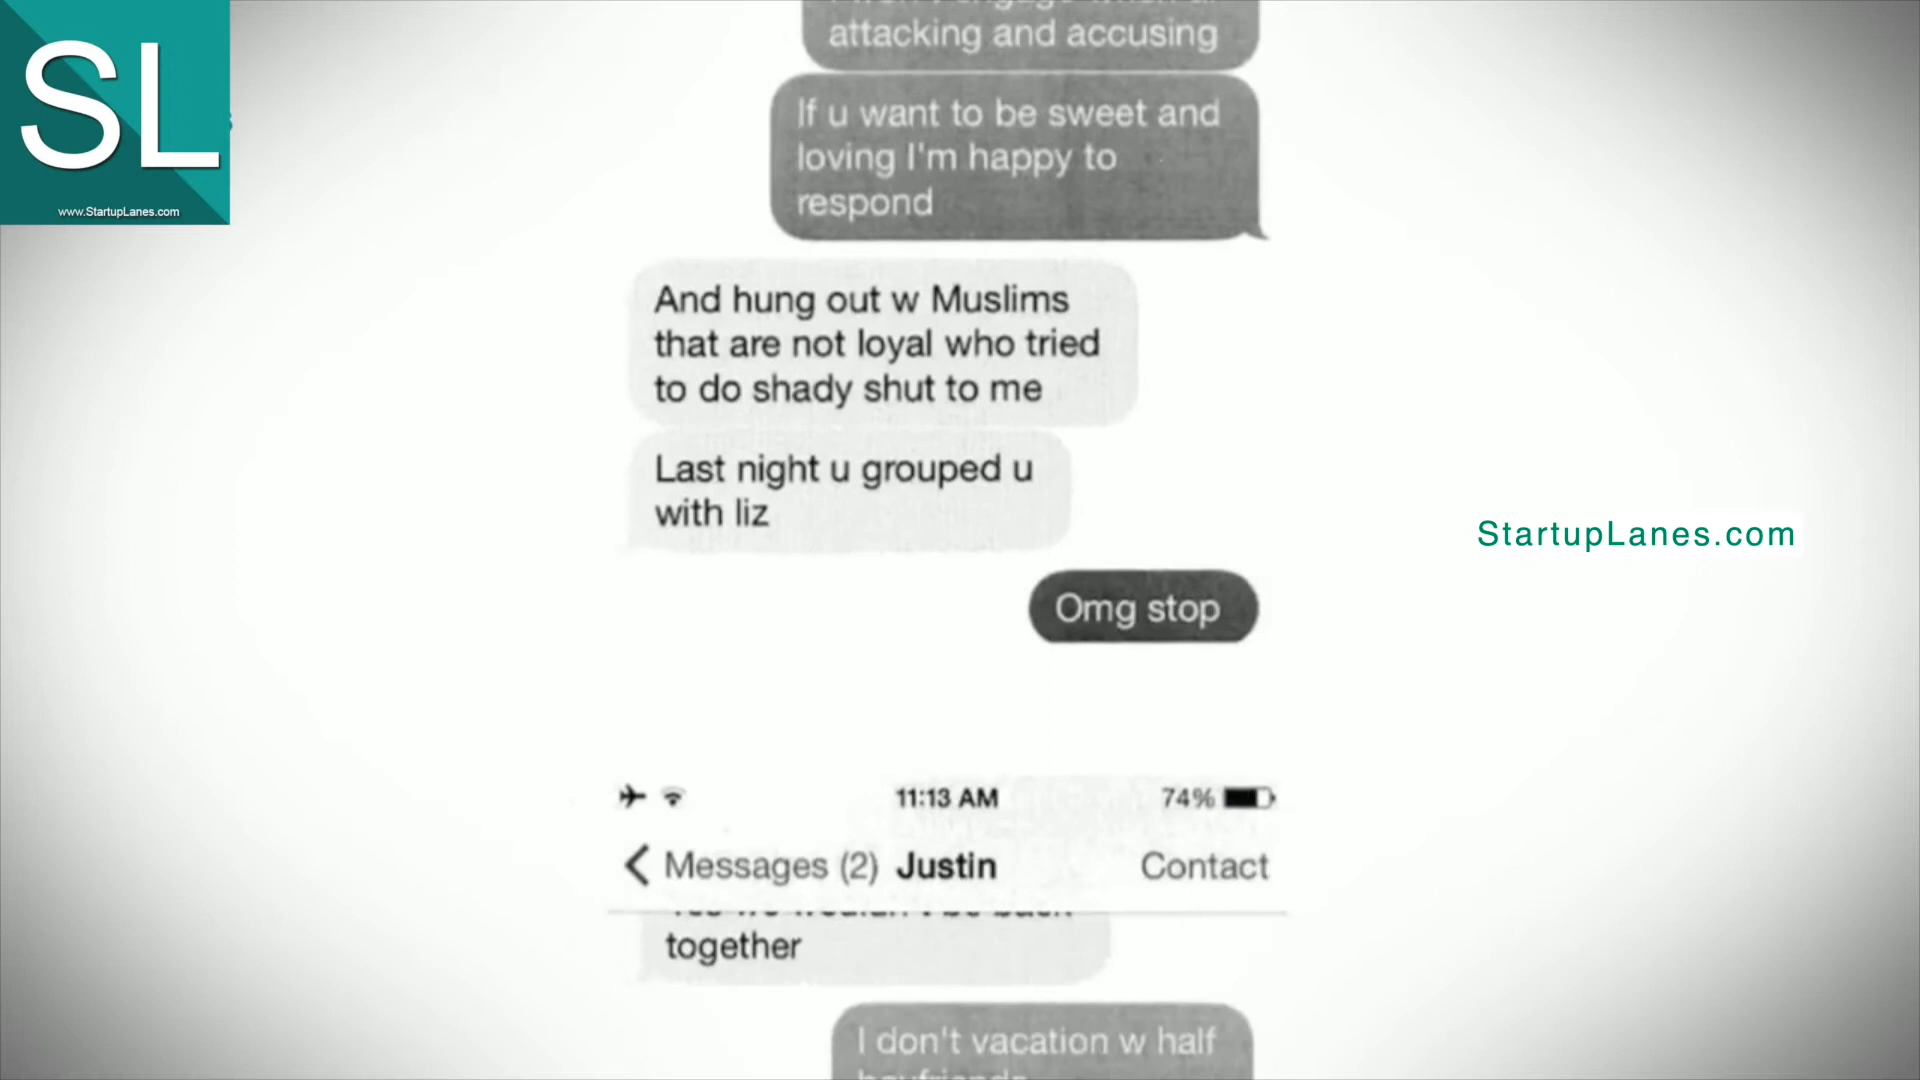 SL
www.StartupLanes.com
attacking and accusing
If u want to be sweet and
loving I'm happy to
respond
And hung out w Muslims
that are not loyal who tried
to do shady shut to me
Last night u grouped u
with liz
StartupLanes.com
Omg stop
11:13 AM
74%
Messages (2) Justin
Contact
together
I don't vacation w half